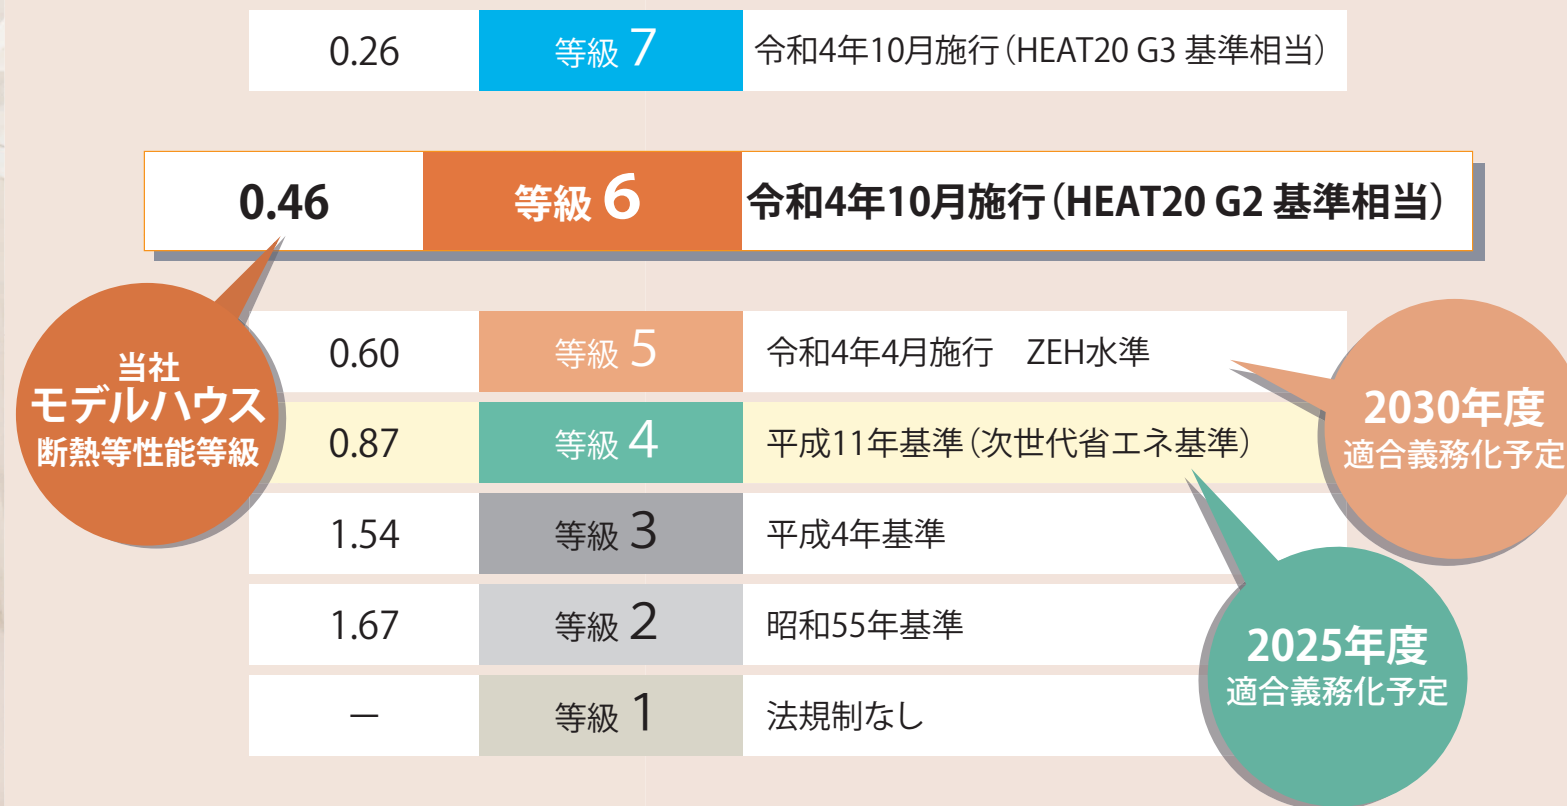 0.26 等級 7 令和4年10月施行（HEAT20 G3 基準相当）
0.46 等級 6 令和4年10月施行（HEAT20 G2 基準相当）
当社
モデルハウス
断熱等性能等級
0.60 等級 5 令和4年4月施行　ZEH水準
0.87 等級 4 平成11年基準（次世代省エネ基準）
1.54 等級 3 平成4年基準
1.67 等級 2 昭和55年基準
― 等級 1 法規制なし
2030年度
適合義務化予定
2025年度
適合義務化予定